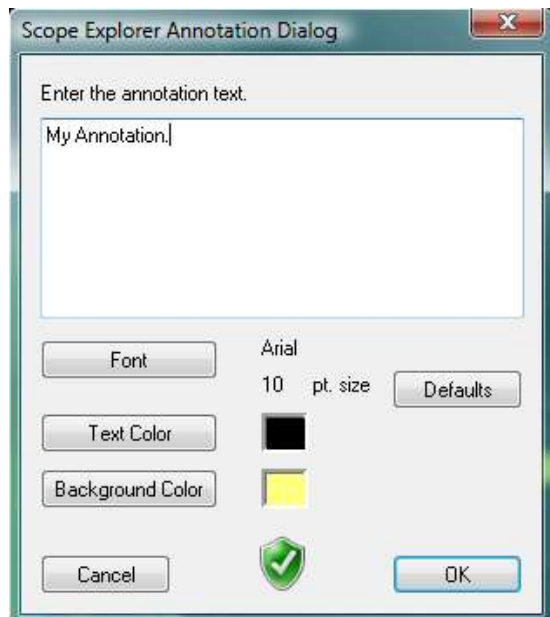 Scope Explorer Annotation Dialog
Enter the annotation text.
My Annotation.
Font
Arial
10 pt. size
Defaults
Text Color
Background Color
Cancel
OK